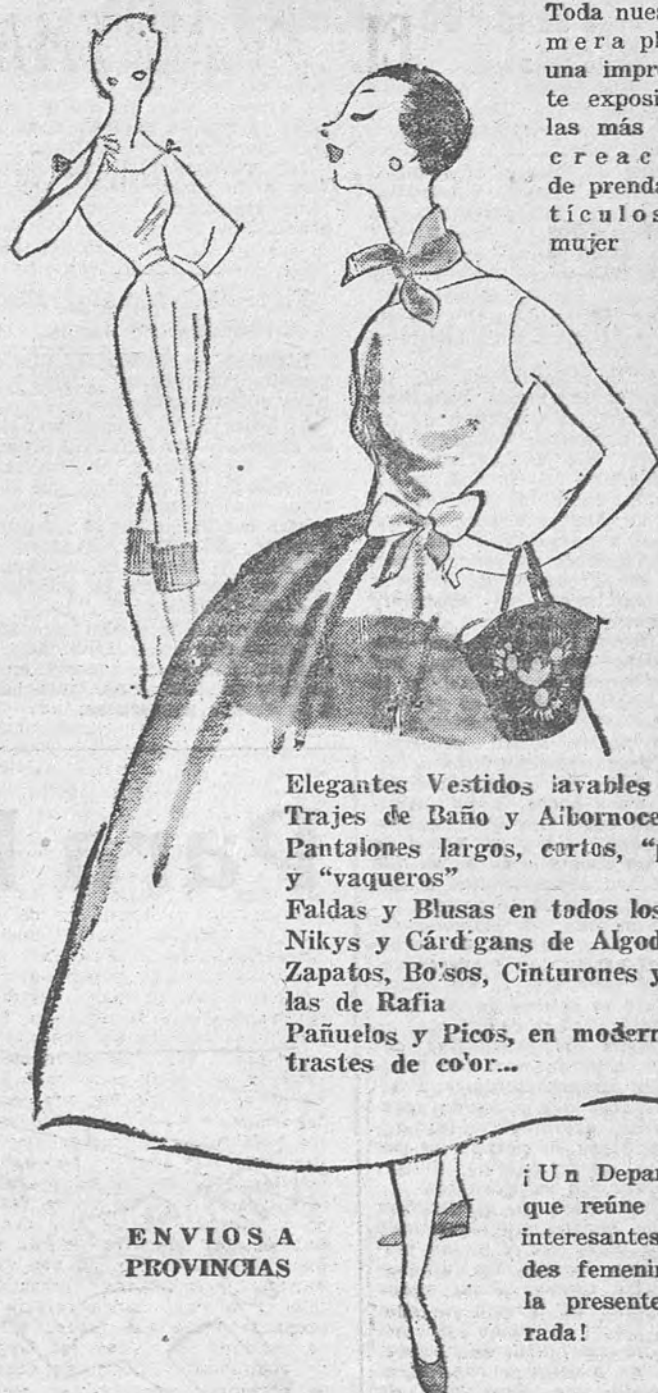 Toda nues
mera pl
una impr
te exposi
las más
creac
de prenda
tículos
mujer
Elegantes Vestidos lavables
Trajes de Baño y Albornoce
Pantalones largos, cortos, "p
y "vaqueros"
Faldas y Blusas en todos los
Nikys y Cárdigans de Algod
Zapatos, Bolsos, Cinturones y
las de Rafia
Pañuelos y Picos, en modern
trastes de color...
ENVIOS A
PROVINCIAS
¡Un Depar
que reúne
interesantes
des femenin
la presente
rada!